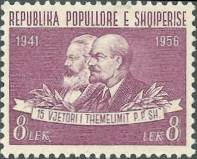 REPUBLIKA POPULLORE E SHQIPERISE
1941 1956
15 VJETORI I THEMELIMIT P.P.SH.
8 LEK LEK 8